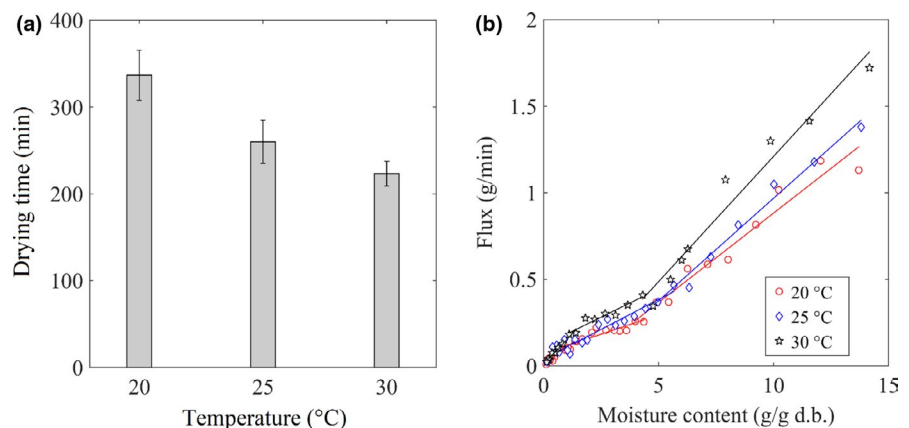 (a)
400
300
200
100
0
Drying time (min)
20 25 30
Temperature (°C)
(b)
2
1.5
1
0.5
0
Flux (g/min)
0 5 10 15
Moisture content (g/g d.b.)
20 °C
25 °C
30 °C